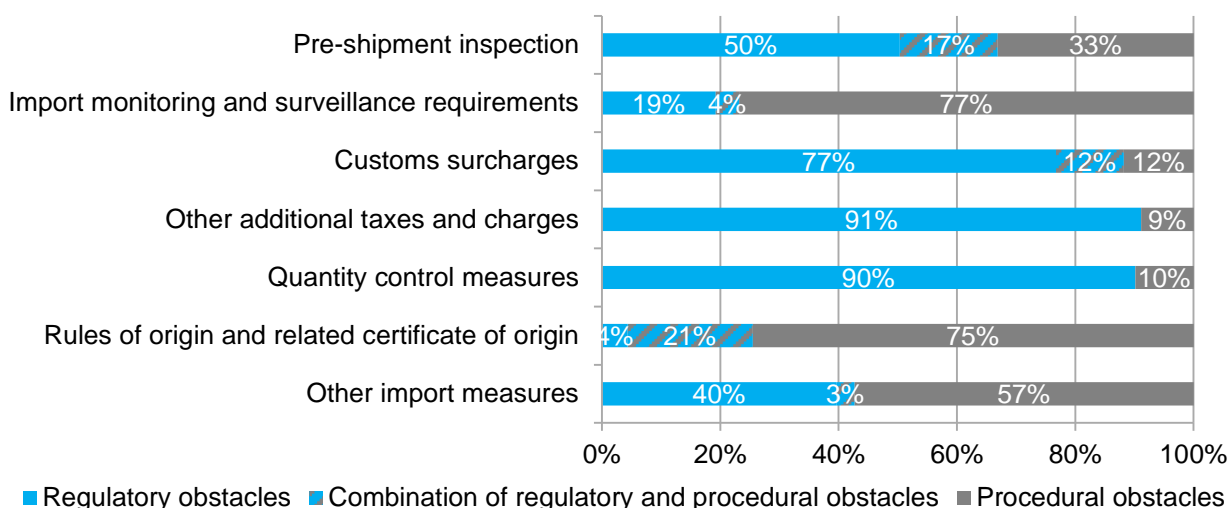 Pre-shipment inspection 50% 17% 33%
Import monitoring and surveillance requirements 19% 4% 77%
Customs surcharges 77% 12% 12%
Other additional taxes and charges 91% 9%
Quantity control measures 90% 10%
Rules of origin and related certificate of origin 4% 21% 75%
Other import measures 40% 3% 57%
0% 20% 40% 60% 80% 100%
Regulatory obstacles Combination of regulatory and procedural obstacles Procedural obstacles